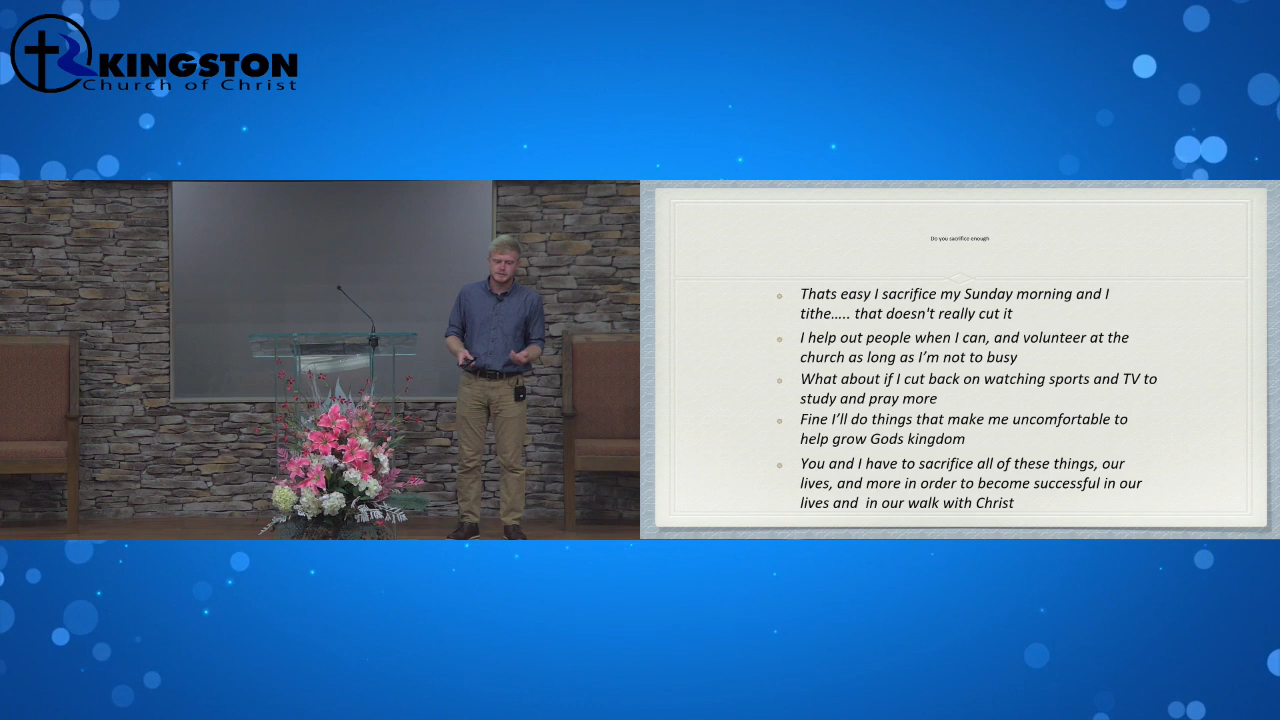 KINGSTON
Church of Christ
Do you sacrifice enough
Thats easy I sacrifice my Sunday morning and I
tithe..... that doesn't really cut it
I help out people when I can, and volunteer at the
church as long as I'm not to busy
What about if I cut back on watching sports and TV to
study and pray more
Fine I'll do things that make me uncomfortable to
help grow Gods kingdom
You and I have to sacrifice all of these things, our
lives, and more in order to become successful in our
lives and  in our walk with Christ